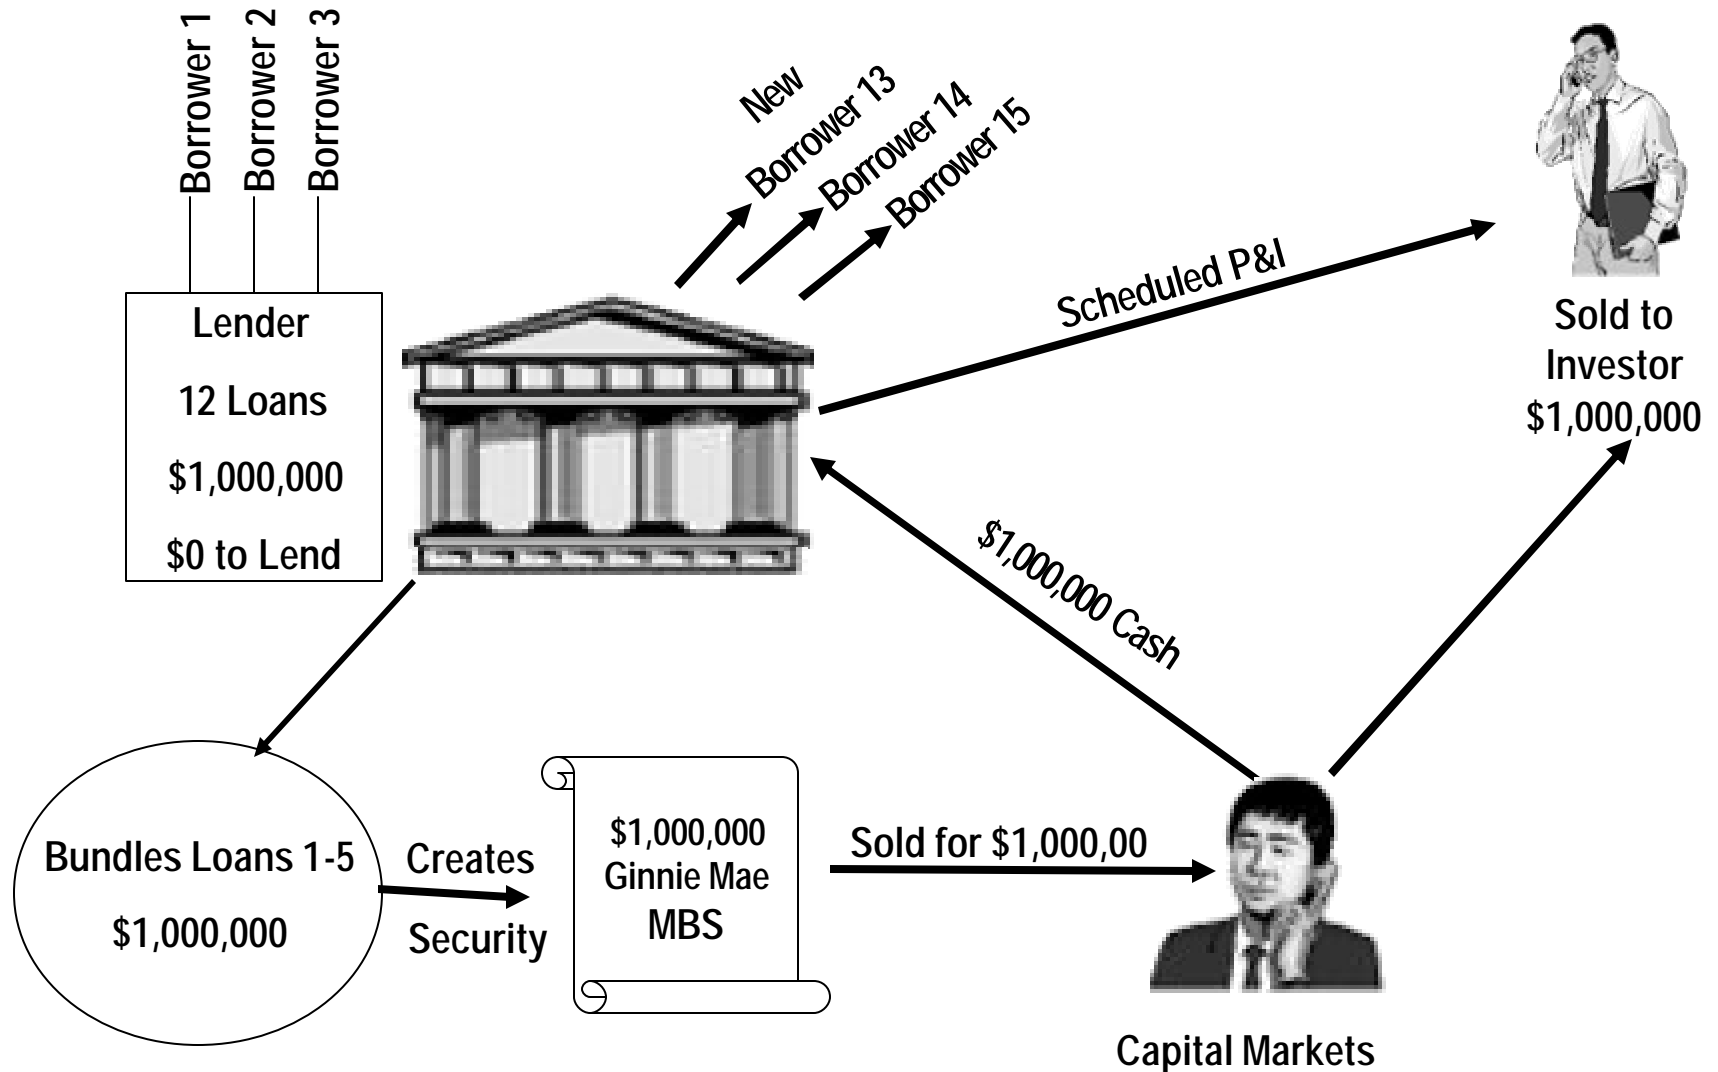 Borrower 1
Borrower 2
Borrower 3
New
Borrower 13
Borrower 14
Borrower 15
Lender
12 Loans
$1,000,000
$0 to Lend
Scheduled P&I
Sold to
Investor
$1,000,000
$1,000,000 Cash
Bundles Loans 1-5
$1,000,000
Creates
Security
$1,000,000
Ginnie Mae
MBS
Sold for $1,000,00
Capital Markets